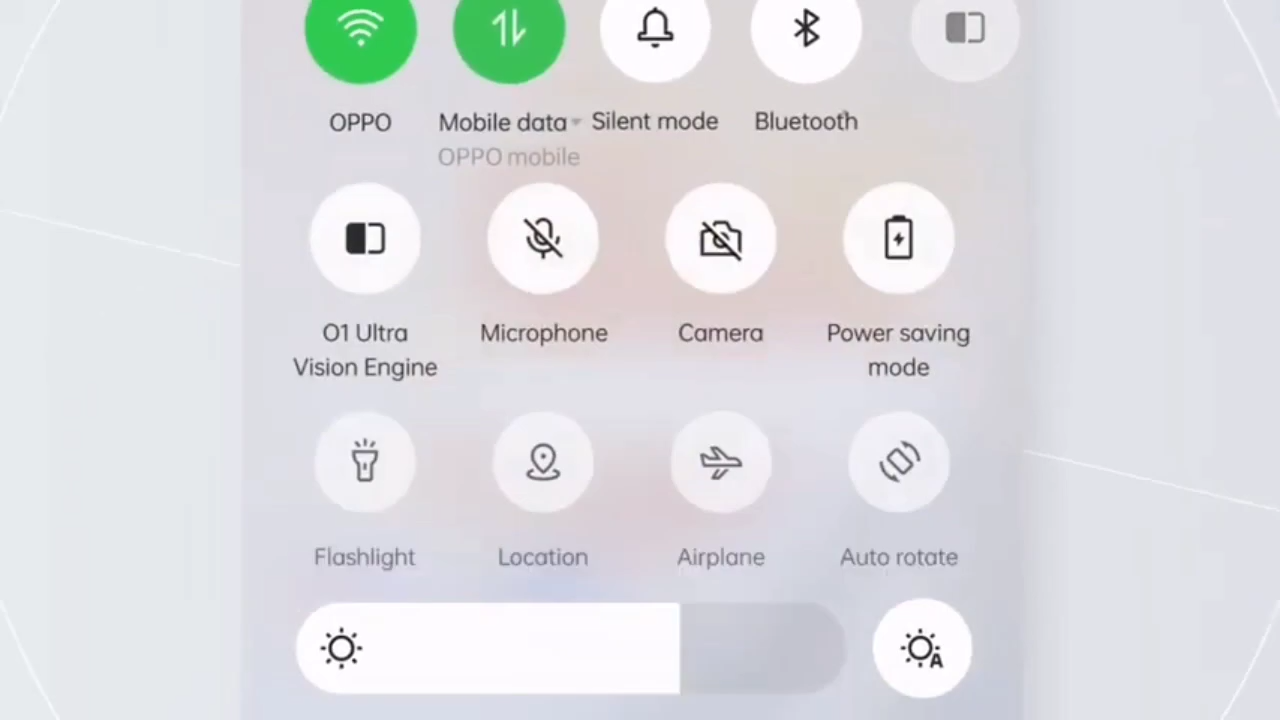 OPPO
Mobile data
Silent mode
Bluetooth
OPPO mobile
O1 Ultra
Vision Engine
Microphone
Camera
Power saving
mode
Flashlight
Location
Airplane
Auto rotate
A